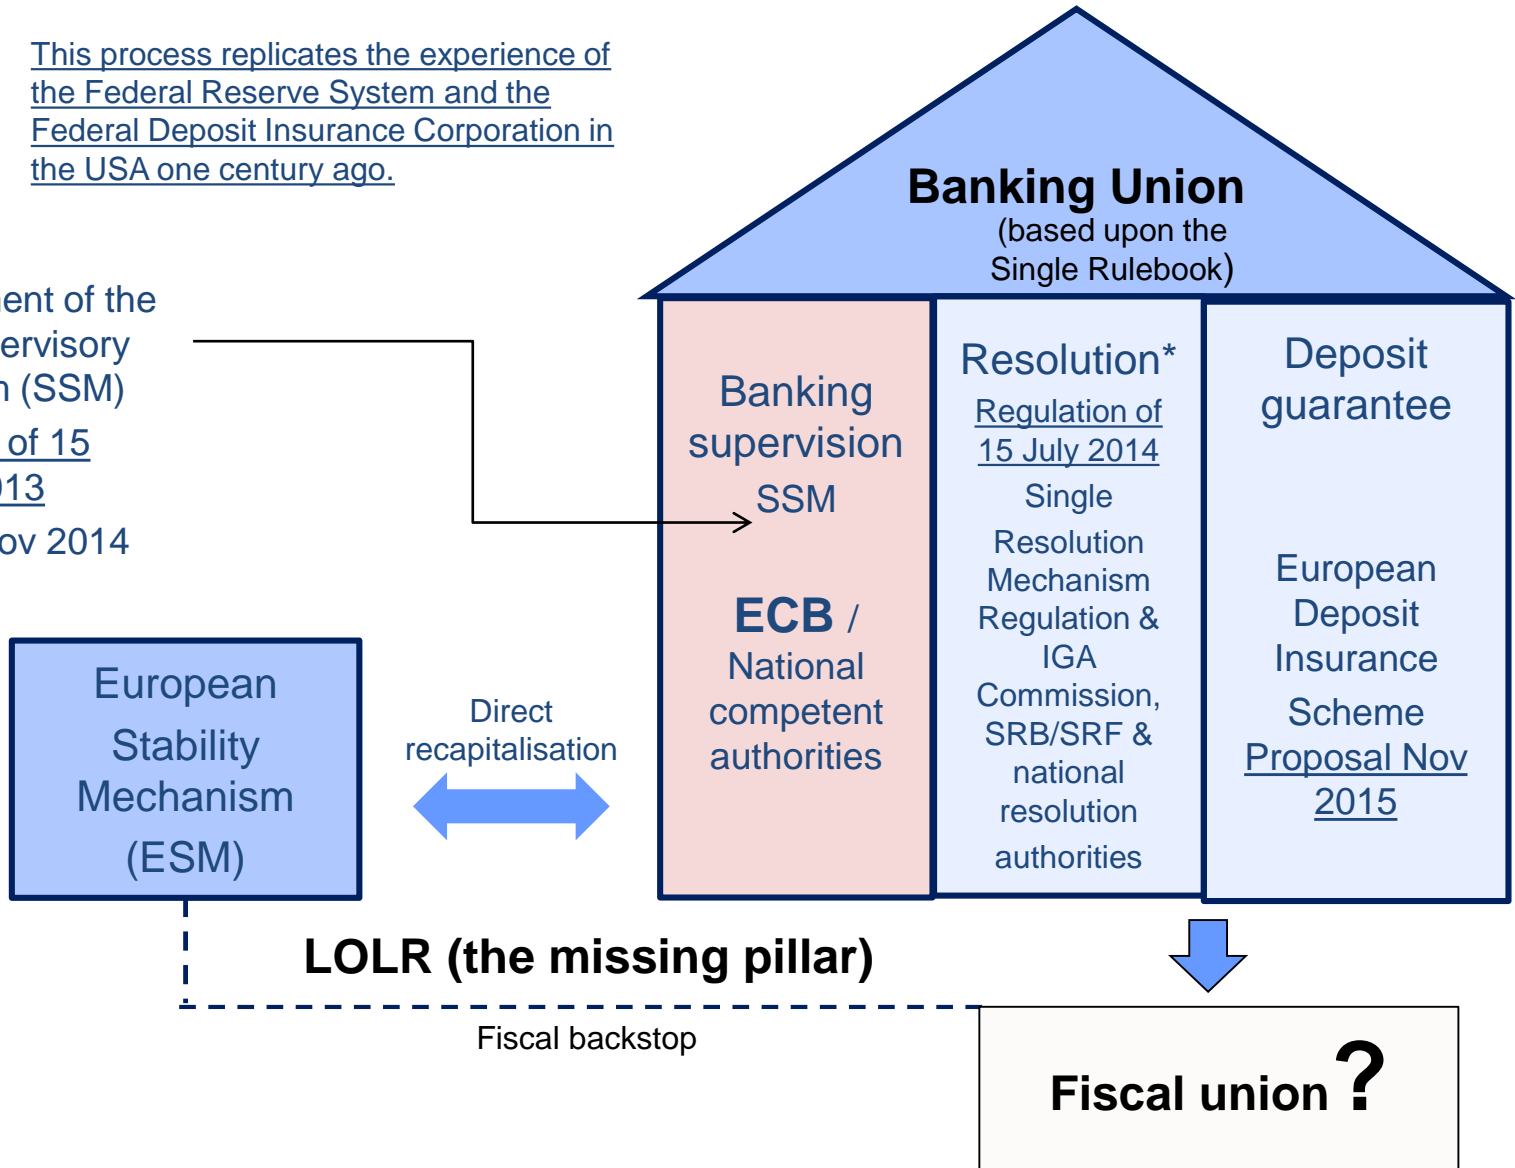 This process replicates the experience of
the Federal Reserve System and the
Federal Deposit Insurance Corporation in
the USA one century ago.
Banking Union
(based upon the
Single Rulebook)
of the
(SSM)
of 15
2014
Banking
supervision
SSM
ECB /
National
competent
authorities
Resolution*
Regulation of
15 July 2014
Single
Resolution
Mechanism
Regulation &
IGA
Commission,
SRB/SRF &
national
resolution
authorities
Deposit
guarantee
European
Deposit
Insurance
Scheme
Proposal Nov
2015
European
Stability
Mechanism
(ESM)
Direct
recapitalisation
LOLR (the missing pillar)
Fiscal backstop
Fiscal union ?